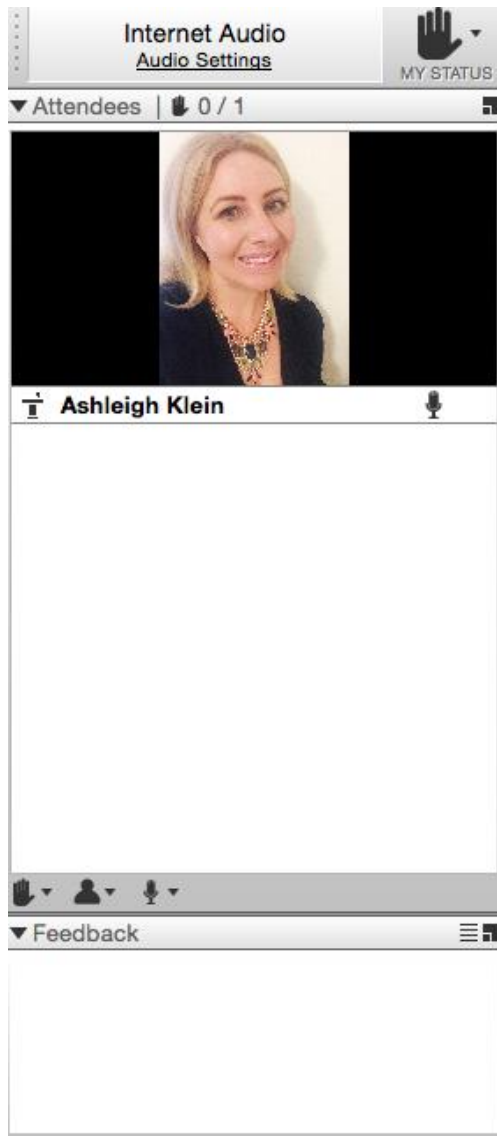 Internet Audio
Audio Settings
MY STATUS
Attendees | 0 / 1
Ashleigh Klein
Feedback